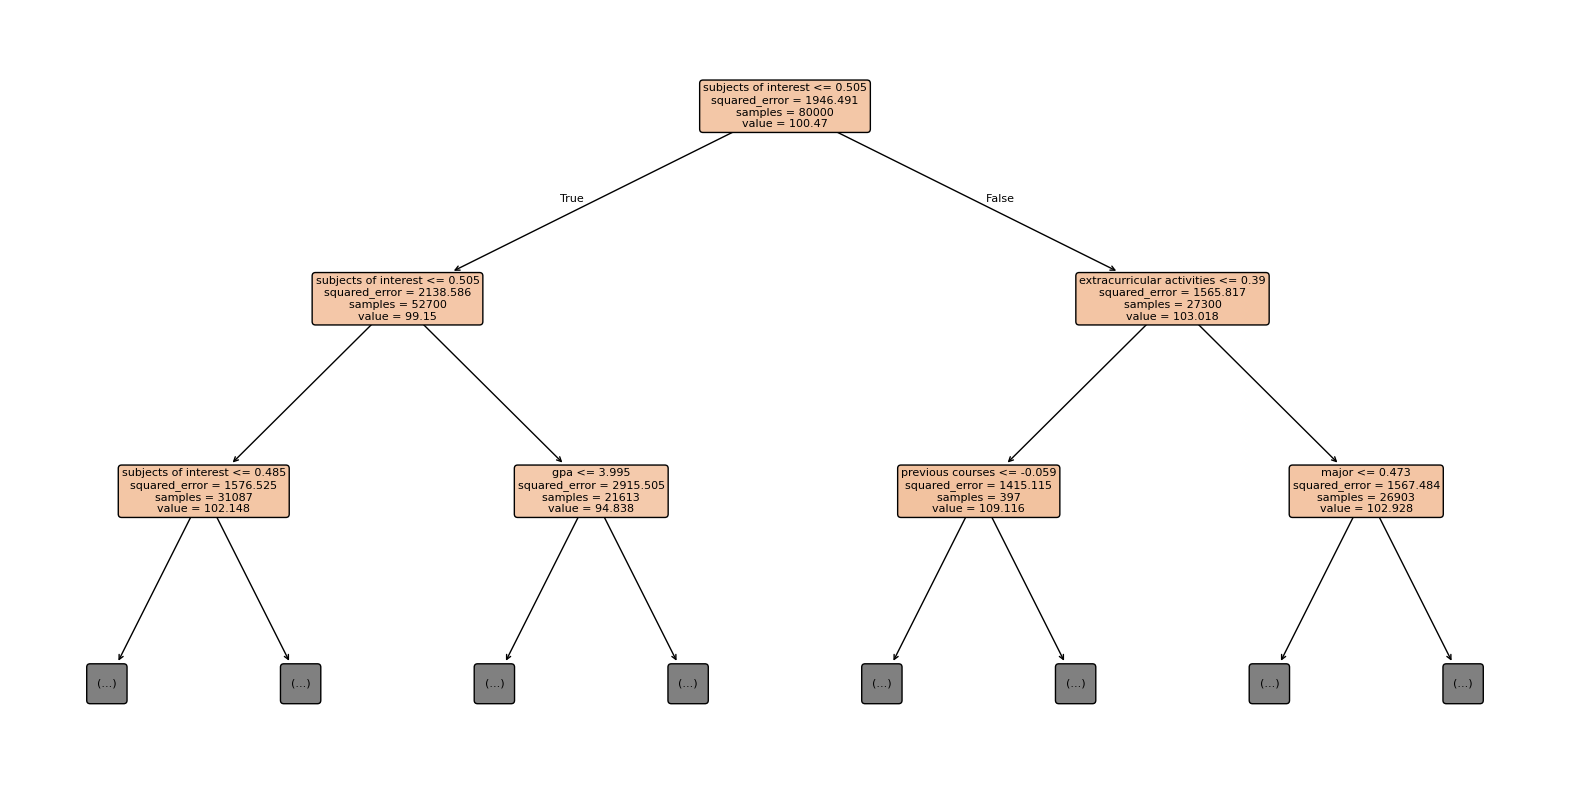 subjects of interest <= 0.505
squared_error = 1946.491
samples = 80000
value = 100.47
True
False
subjects of interest <= 0.505
squared_error = 2138.586
samples = 52700
value = 99.15
extracurricular activities <= 0.39
squared_error = 1565.817
samples = 27300
value = 103.018
subjects of interest <= 0.485
squared_error = 1576.525
samples = 31087
value = 102.148
gpa <= 3.995
squared_error = 2915.505
samples = 21613
value = 94.838
previous courses <= -0.059
squared_error = 1415.115
samples = 397
value = 109.116
major <= 0.473
squared_error = 1567.484
samples = 26903
value = 102.928
(...)
(...)
(...)
(...)
(...)
(...)
(...)
(...)